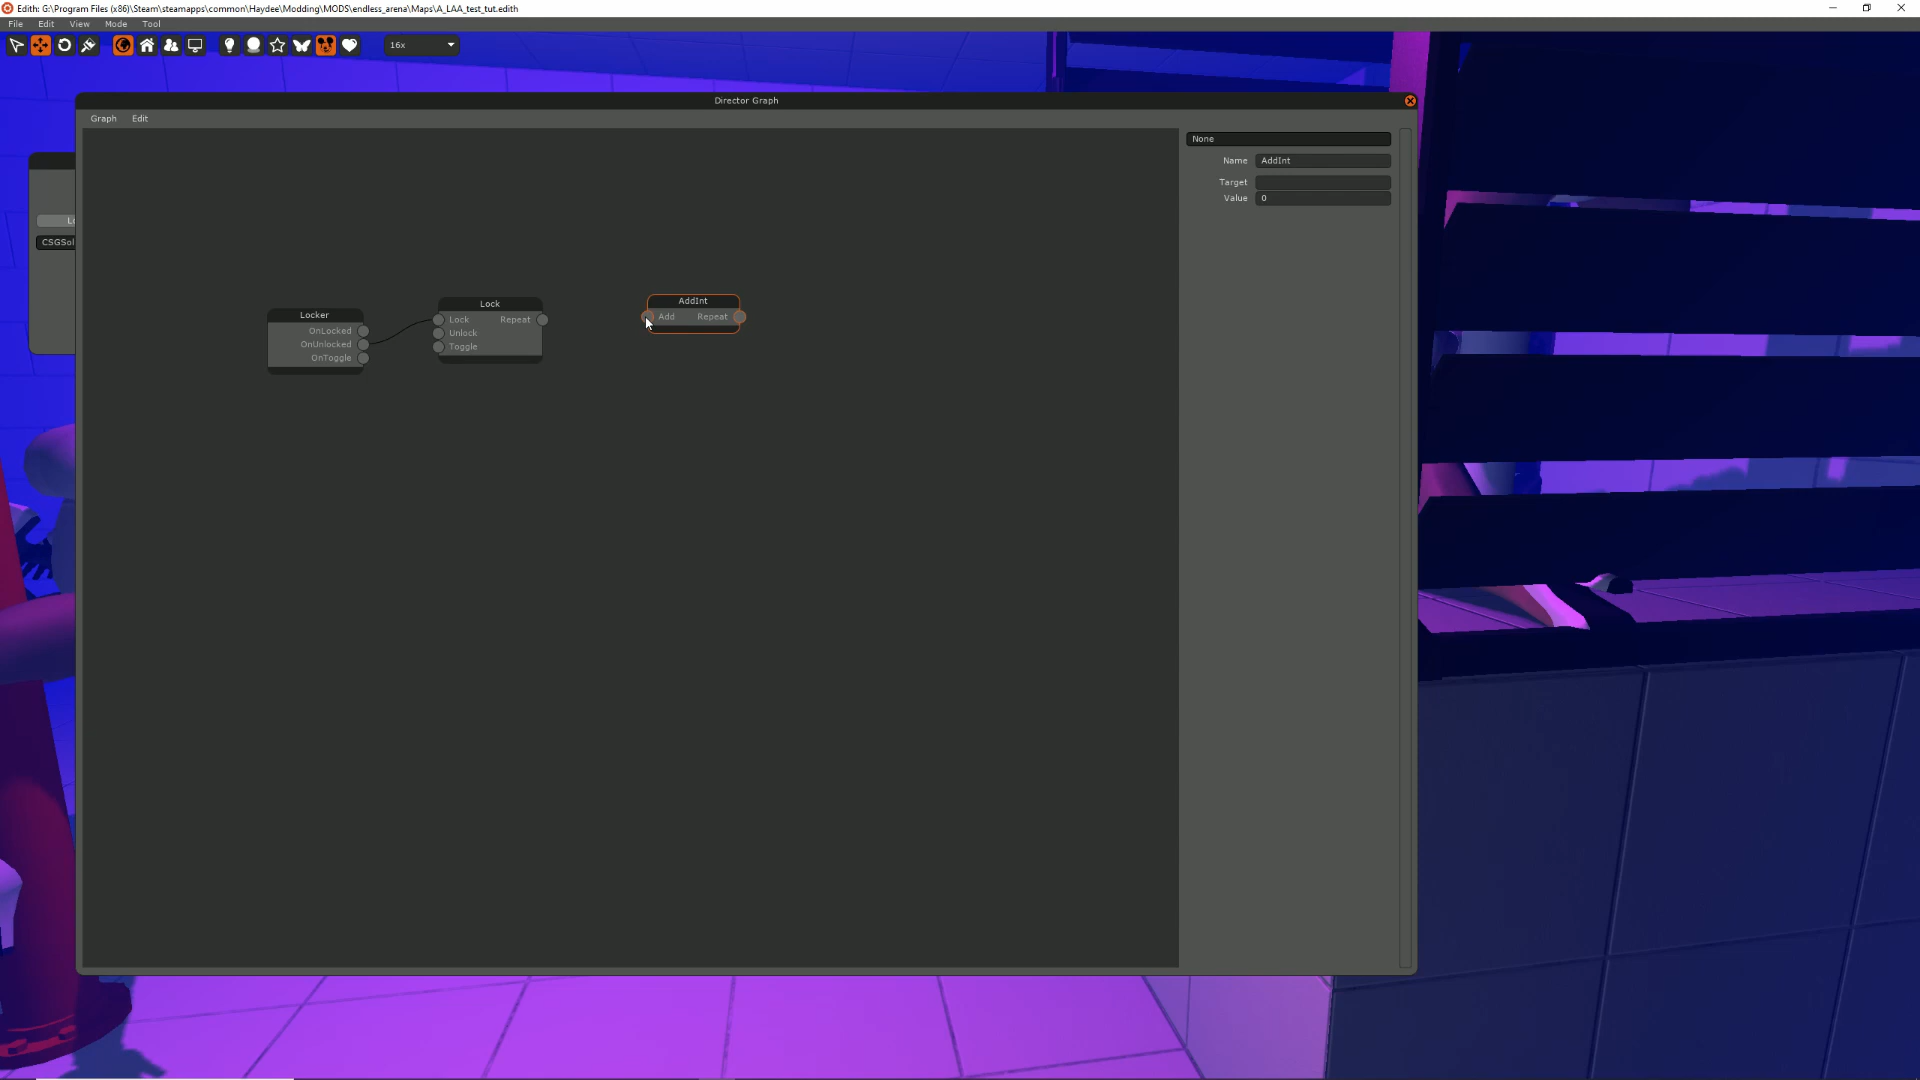 Edith: G:\Program Files (x86)\Steam\steamapps\common\Haydee\Modding\MODS\endless_arena\Maps\A_LAA_test_tut.edith
File Edit View Mode Tool
16x
Director Graph
Graph Edit
None
Name AddInt
Target
Value 0
Lo
CSGSol
Locker
OnLocked
OnUnlocked
OnToggle
Lock
Lock Repeat
Unlock
Toggle
AddInt
Add Repeat